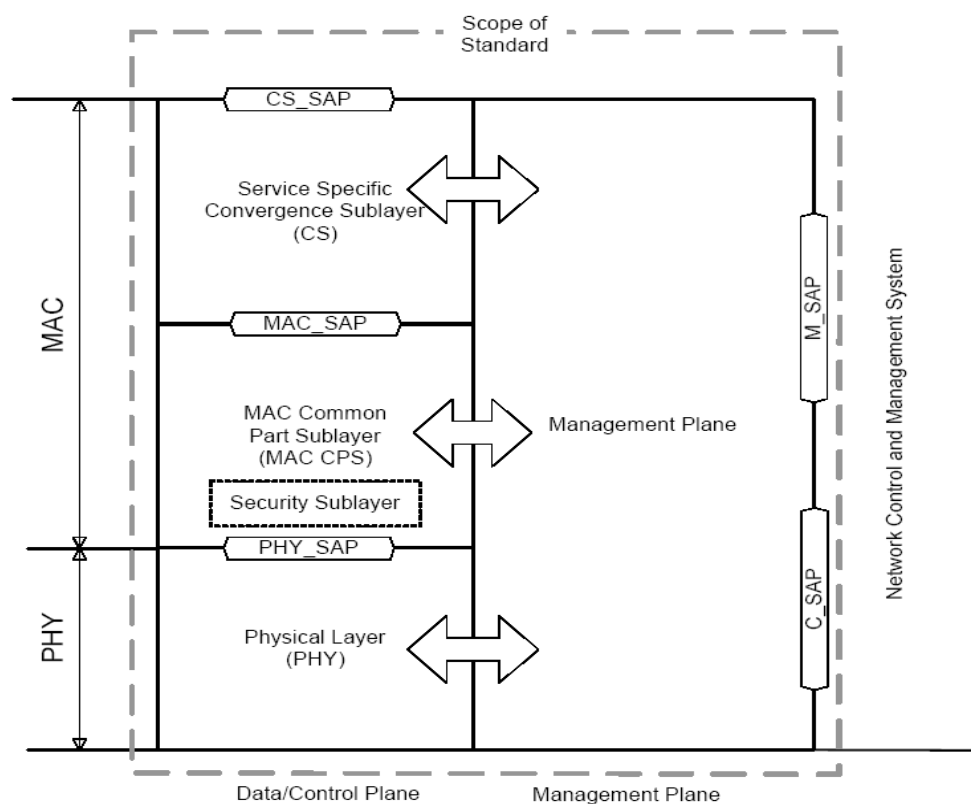 Scope of
Standard
CS_SAP
Service Specific
Convergence Sublayer
(CS)
MAC
MAC_SAP
M_SAP
MAC Common
Part Sublayer
(MAC CPS)
Management Plane
Network Control and Management System
Security Sublayer
PHY_SAP
C_SAP
PHY
Physical Layer
(PHY)
Data/Control Plane
Management Plane